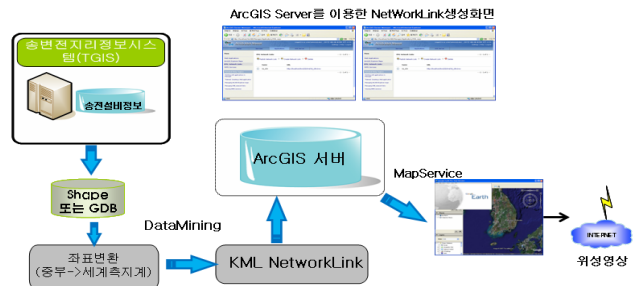 ArcGIS Server를 이용한 NetWorkLink생성화면
송변전지리정보시스
템(TGIS)
송전설비정보
Shape
또는 GDB
좌표변환
(중부->세계측지계)
DataMining
KML NetworkLink
ArcGIS 서버
MapService
Earth
INTERNET
위성영상